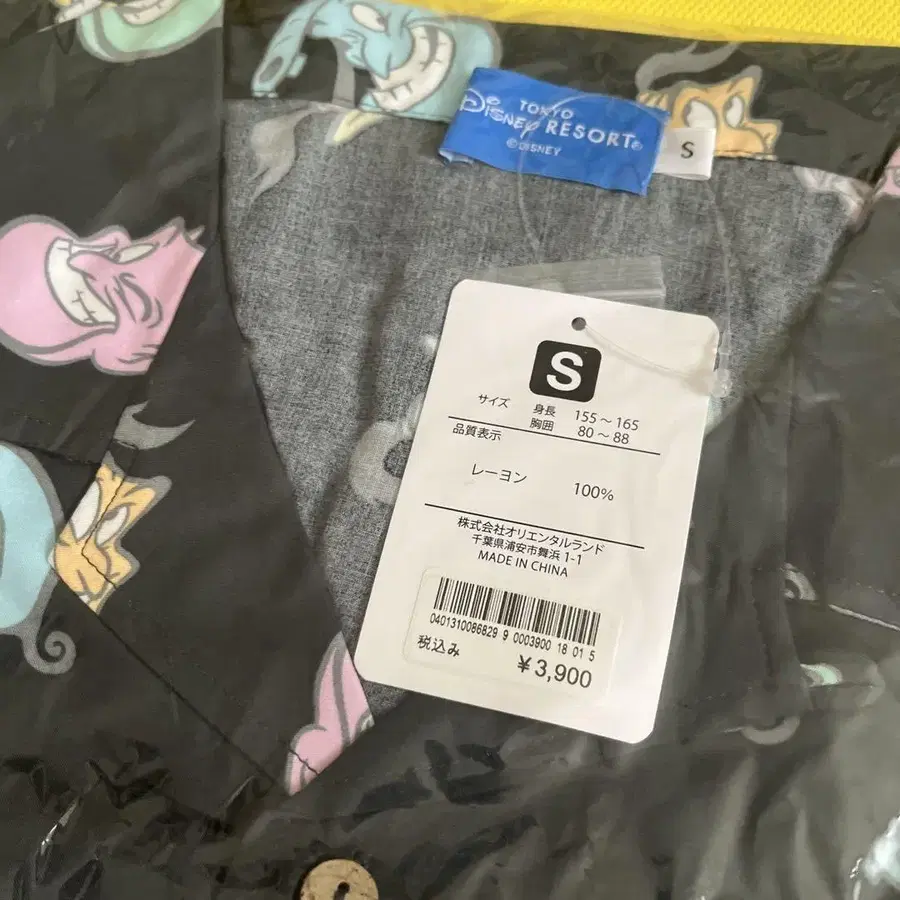 TOKYO
Disney RESORT®
©DISNEY
S
S
サイズ 身長 155～165
胸囲 80～88
品質表示
レーヨン 100%
株式会社オリエンタルランド
千葉県浦安市舞浜 1-1
MADE IN CHINA
0401310086829 9 0003900 18 01 5
税込み
¥3,900